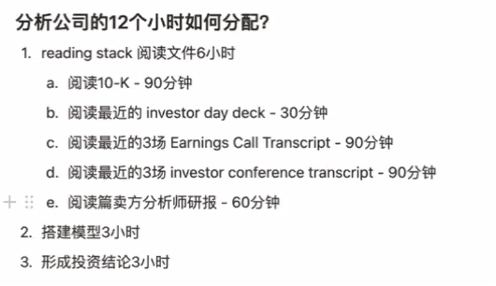 分析公司的12个小时如何分配?
1. reading stack 阅读文件6小时
a. 阅读10-K - 90分钟
b. 阅读最近的 investor day deck - 30分钟
c. 阅读最近的3场 Earnings Call Transcript - 90分钟
d. 阅读最近的3场 investor conference transcript - 90分钟
e. 阅读篇卖方分析师研报 - 60分钟
2. 搭建模型3小时
3. 形成投资结论3小时